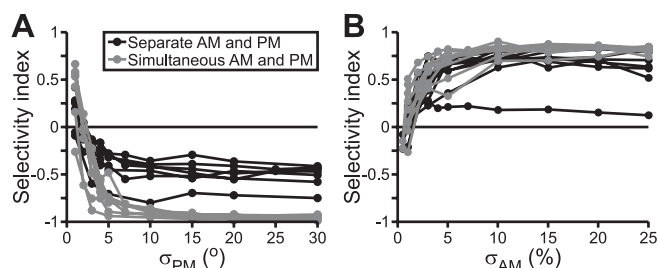 A
Separate AM and PM
Simultaneous AM and PM
Selectivity index
1
0.5
0
-0.5
-1
0 5 10 15 20 25 30
σPM (º)
B
Selectivity index
1
0.5
0
-0.5
-1
0 5 10 15 20 25
σAM (%)